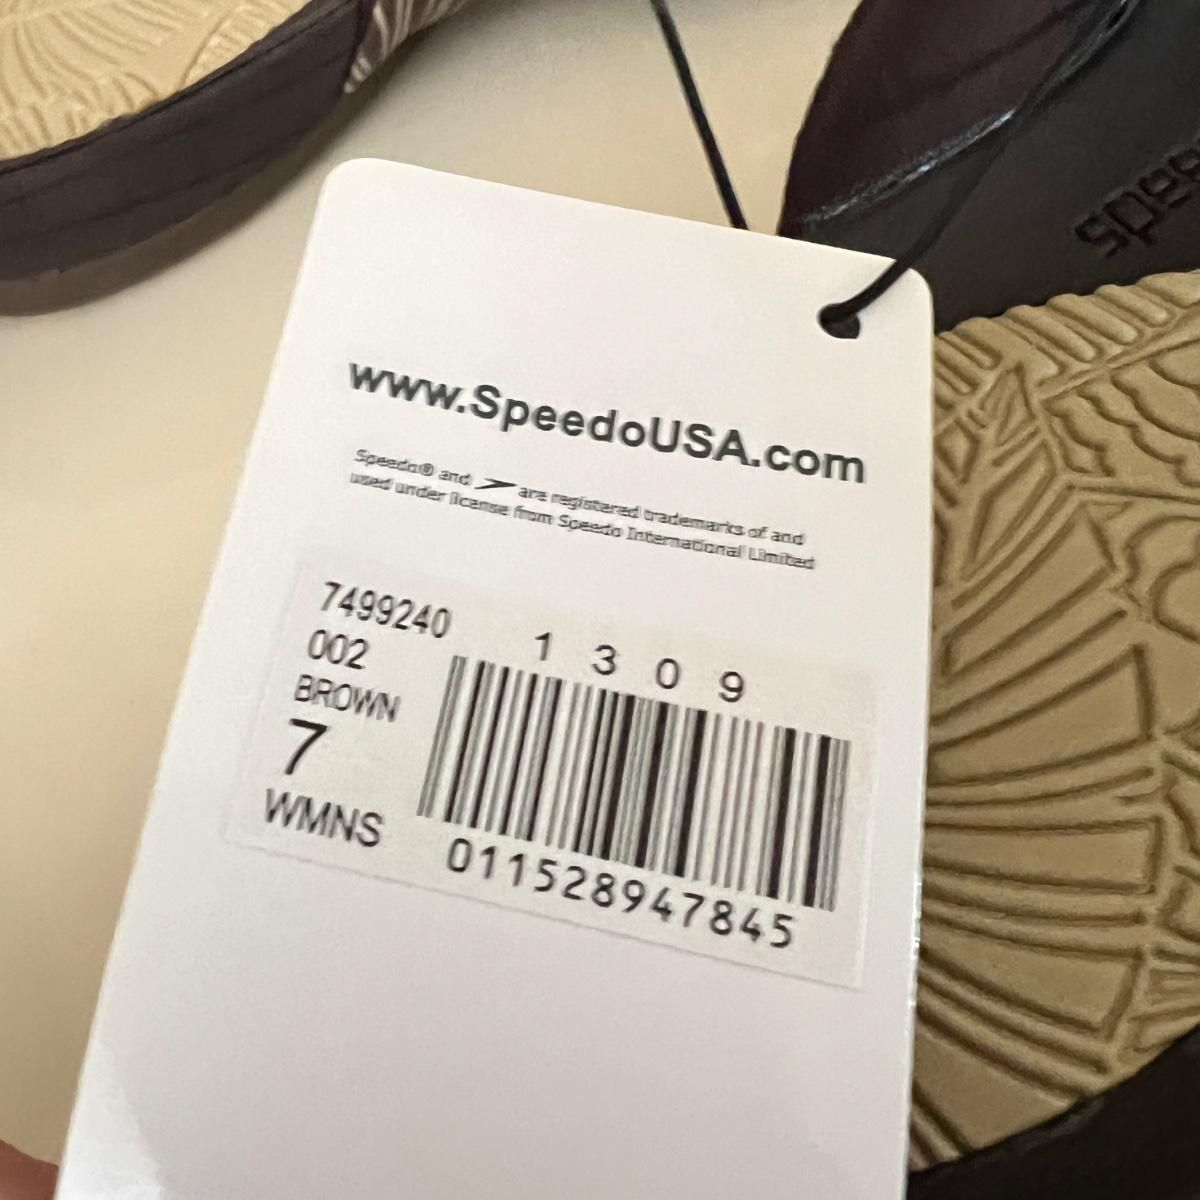 spee
www.SpeedoUSA.com
Speedo® and are registered trademarks of and
used under license from Speedo International Limited
7499240
002
BROWN
7
WMNS
1 3 0 9
011528947845